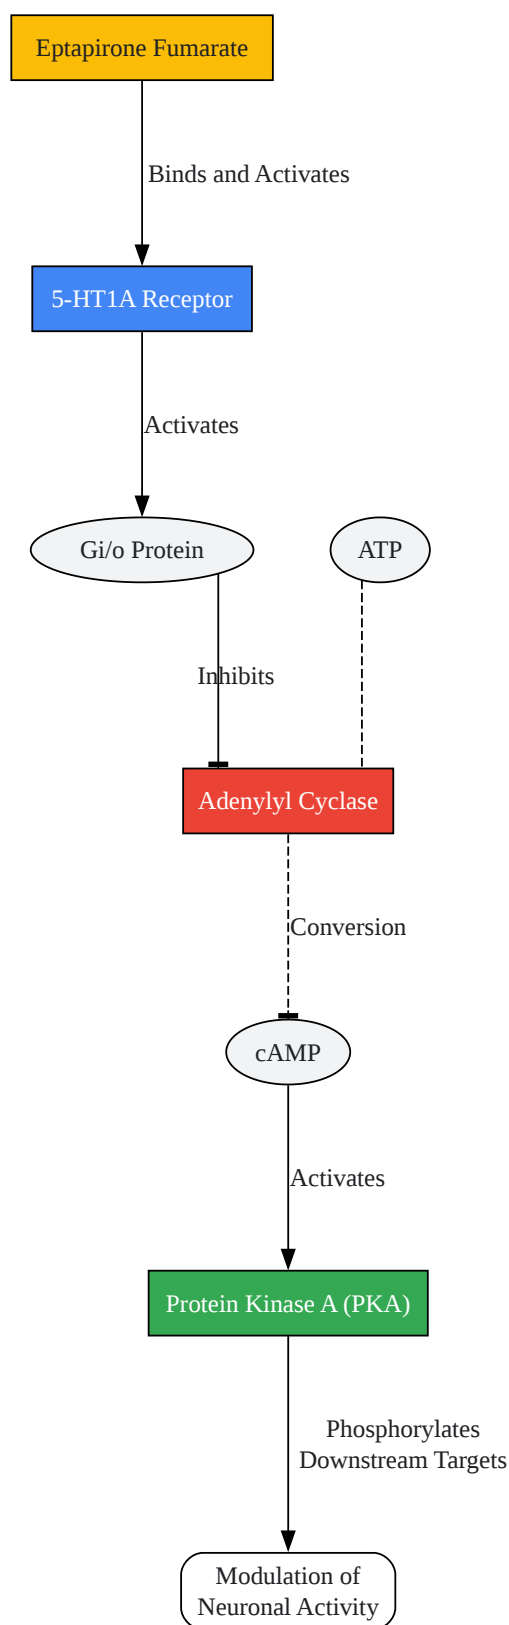 Eptapirone Fumarate
Binds and Activates
5-HT1A Receptor
Activates
Gi/o Protein
ATP
Inhibits
Adenylyl Cyclase
Conversion
cAMP
Activates
Protein Kinase A (PKA)
Phosphorylates
Downstream Targets
Modulation of
Neuronal Activity